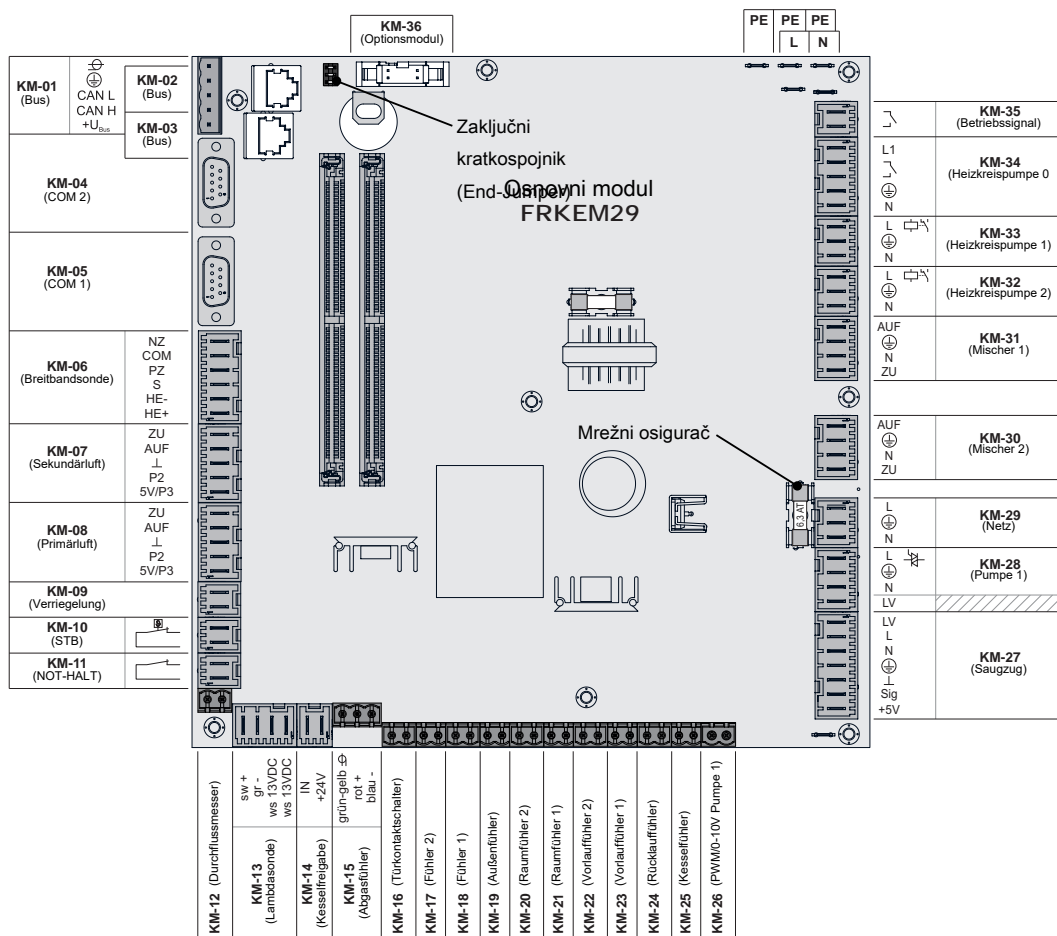 KM-36
(Optionsmodul)
PE PE PE
L N
KM-01
(Bus)
CAN L
CAN H
+UBus
KM-02
(Bus)
KM-03
(Bus)
KM-04
(COM 2)
KM-05
(COM 1)
KM-06
(Breitbandsonde)
NZ
COM
PZ
S
HE-
HE+
KM-07
(Sekundärluft)
ZU
AUF
⊥
P2
5V/P3
KM-08
(Primärluft)
ZU
AUF
⊥
P2
5V/P3
KM-09
(Verriegelung)
KM-10
(STB)
KM-11
(NOT-HALT)
Zaključni
kratkospojnik
(End-Jumper)
Osnovni modul
FRKEM29
Mrežni osigurač
6,3 AT
KM-35
(Betriebssignal)
L1
N
KM-34
(Heizkreispumpe 0
L
N
KM-33
(Heizkreispumpe 1)
L
N
KM-32
(Heizkreispumpe 2)
AUF
N
ZU
KM-31
(Mischer 1)
AUF
N
ZU
KM-30
(Mischer 2)
L
N
KM-29
(Netz)
L
N
LV
KM-28
(Pumpe 1)
LV
L
N
⊥
Sig
+5V
KM-27
(Saugzug)
KM-12 (Durchflussmesser)
KM-13
(Lambdasonde)
sw +
gr -
ws 13VDC
ws 13VDC
KM-14
(Kesselfreigabe)
IN
+24V
KM-15
(Abgasfühler)
grün-gelb
rot +
blau -
KM-16 (Türkontaktschalter)
KM-17 (Fühler 2)
KM-18 (Fühler 1)
KM-19 (Außenfühler)
KM-20 (Raumfühler 2)
KM-21 (Raumfühler 1)
KM-22 (Vorlauffühler 2)
KM-23 (Vorlauffühler 1)
KM-24 (Rücklauffühler)
KM-25 (Kesselfühler)
KM-26 (PWM/0-10V Pumpe 1)